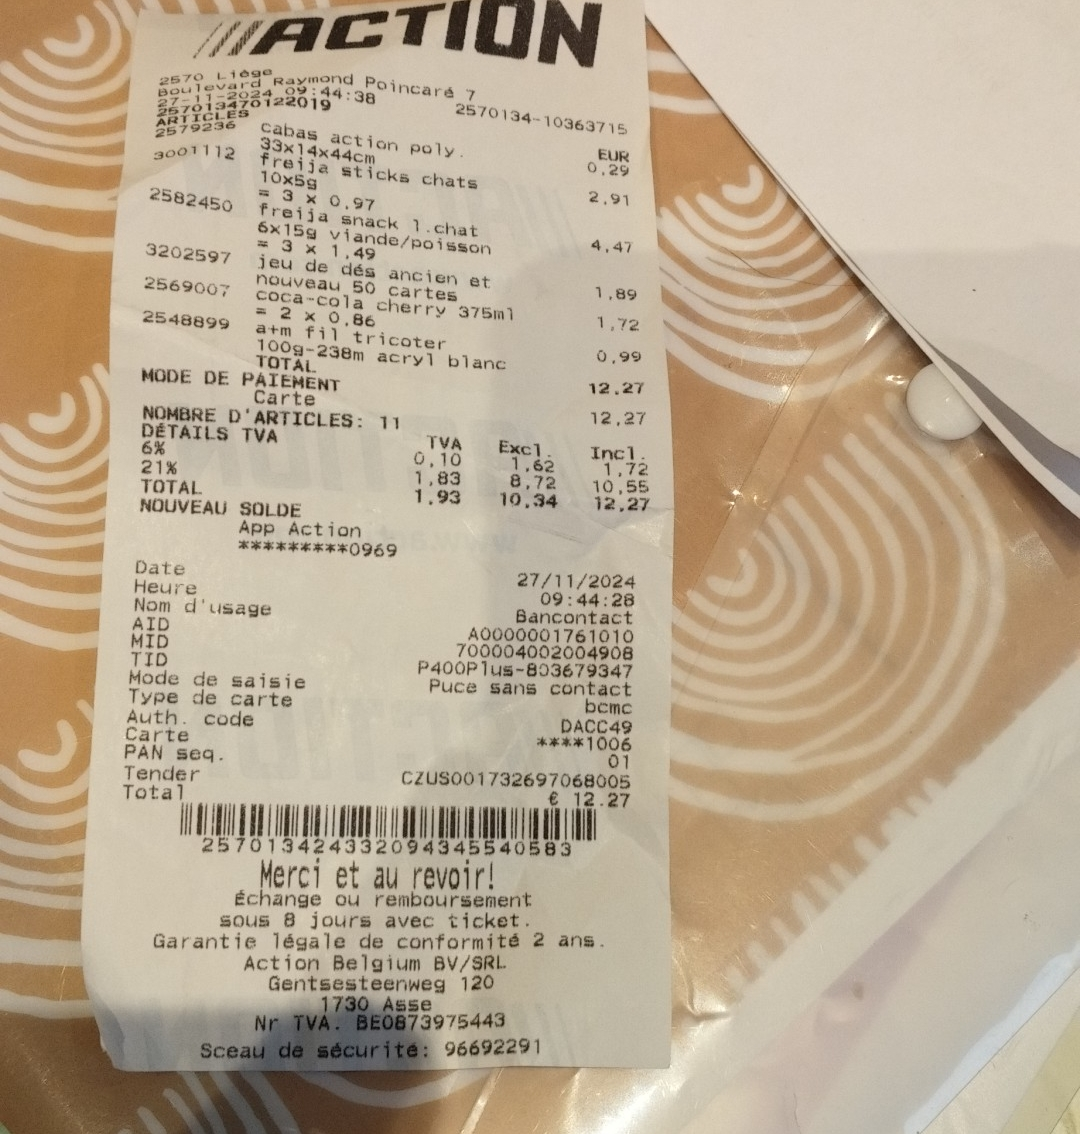 ACTION
2570 Liège
Boulevard Raymond Poincaré 7
27-11-2024 09:44:38 2570134-10363715
257013470122019
ARTICLES EUR
2579236 Cabas action poly. 0,29
33x14x44cm
3001112 freija sticks chats 2,91
10x5g
= 3 x 0,97
2582450 freija snack l.chat 4,47
6x15g viande/poisson
= 3 x 1,49
3202597 jeu de dés ancien et 1,89
nouveau 50 cartes
2569007 coca-cola cherry 375ml 1,72
= 2 x 0,86
2548899 a+m fil tricoter 0,99
100g-238m acryl blanc
TOTAL 12,27
MODE DE PAIEMENT
Carte 12,27
NOMBRE D'ARTICLES: 11
DÉTAILS TVA TVA Excl. Incl.
6% 0,10 1,62 1,72
21% 1,83 8,72 10,55
TOTAL 1,93 10,34 12,27
NOUVEAU SOLDE
App Action
*********0969
Date 27/11/2024
Heure 09:44:28
Nom d'usage Bancontact
AID A0000001761010
MID 700004002004908
TID P400Plus-803679347
Mode de saisie Puce sans contact
Type de carte bcmc
Auth. code DACC49
Carte ****1006
PAN seq. 01
Tender CZUS001732697068005
Total € 12.27
257013424332094345540583
Merci et au revoir!
Échange ou remboursement
sous 8 jours avec ticket.
Garantie légale de conformité 2 ans.
Action Belgium BV/SRL
Gentsesteenweg 120
1730 Asse
Nr TVA. BE0873975443
Sceau de sécurité: 96692291